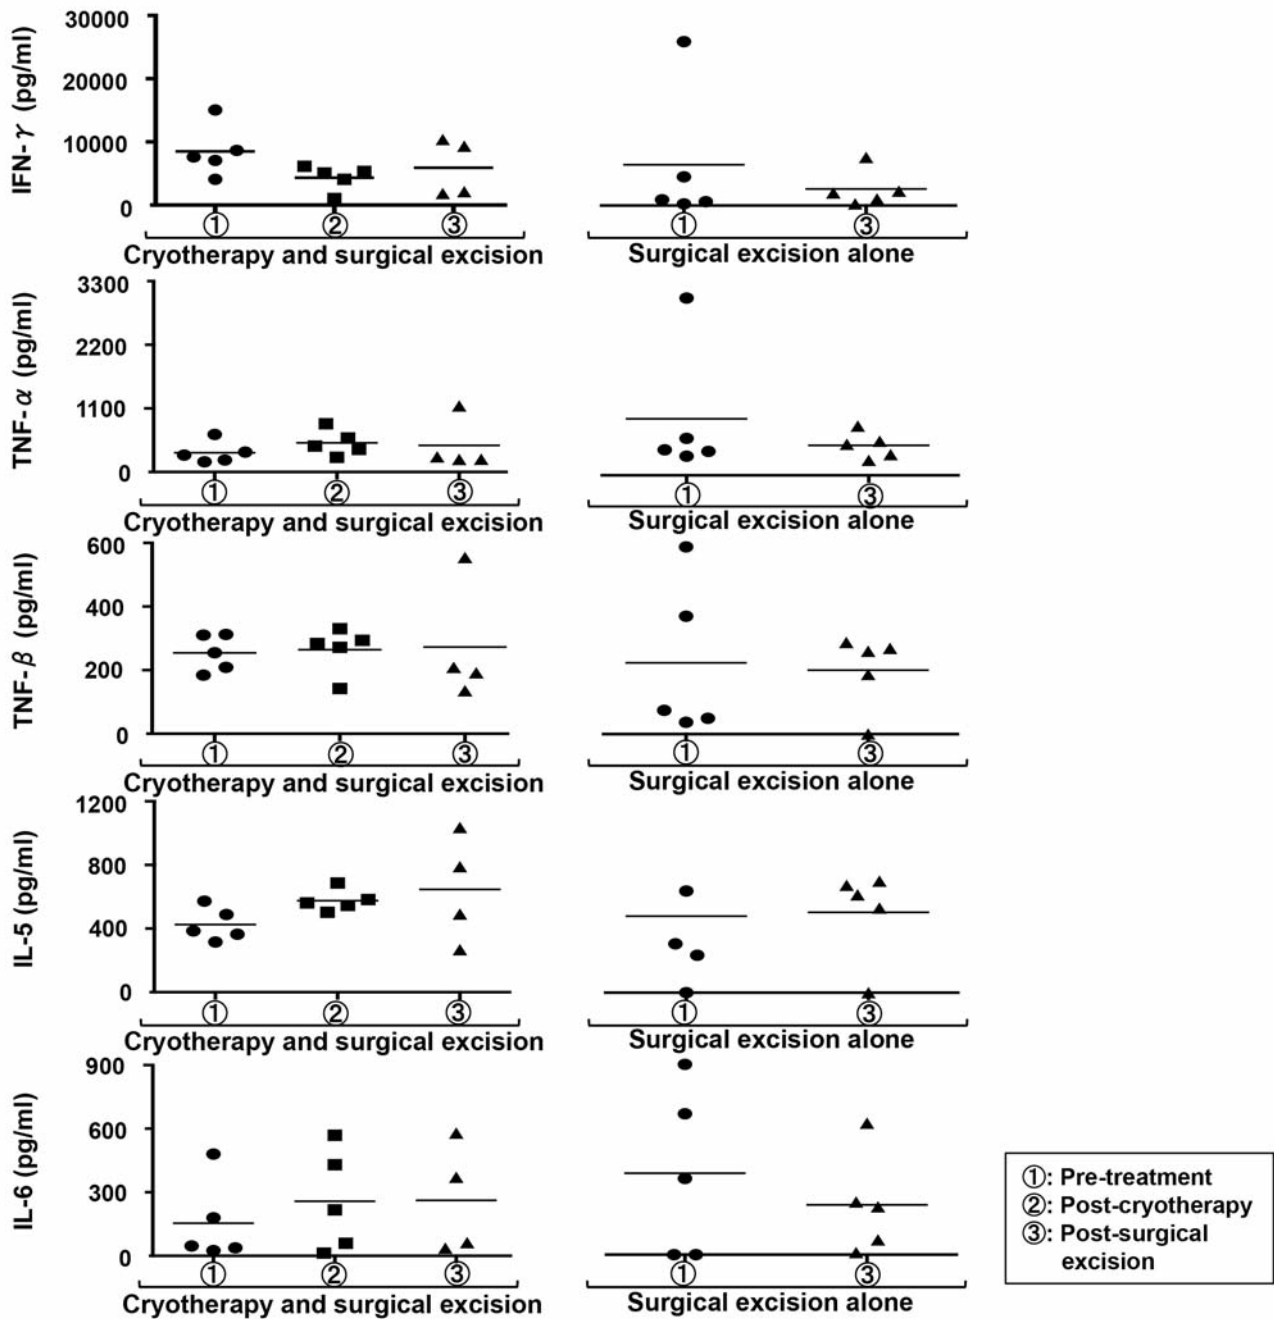 IFN-γ (pg/ml)
30000
20000
10000
0
① ② ③
Cryotherapy and surgical excision
① ③
Surgical excision alone
TNF-α (pg/ml)
3300
2200
1100
0
① ② ③
Cryotherapy and surgical excision
① ③
Surgical excision alone
TNF-β (pg/ml)
600
400
200
0
① ② ③
Cryotherapy and surgical excision
① ③
Surgical excision alone
IL-5 (pg/ml)
1200
800
400
0
① ② ③
Cryotherapy and surgical excision
① ③
Surgical excision alone
IL-6 (pg/ml)
900
600
300
0
① ② ③
Cryotherapy and surgical excision
① ③
Surgical excision alone
①: Pre-treatment
②: Post-cryotherapy
③: Post-surgical
excision